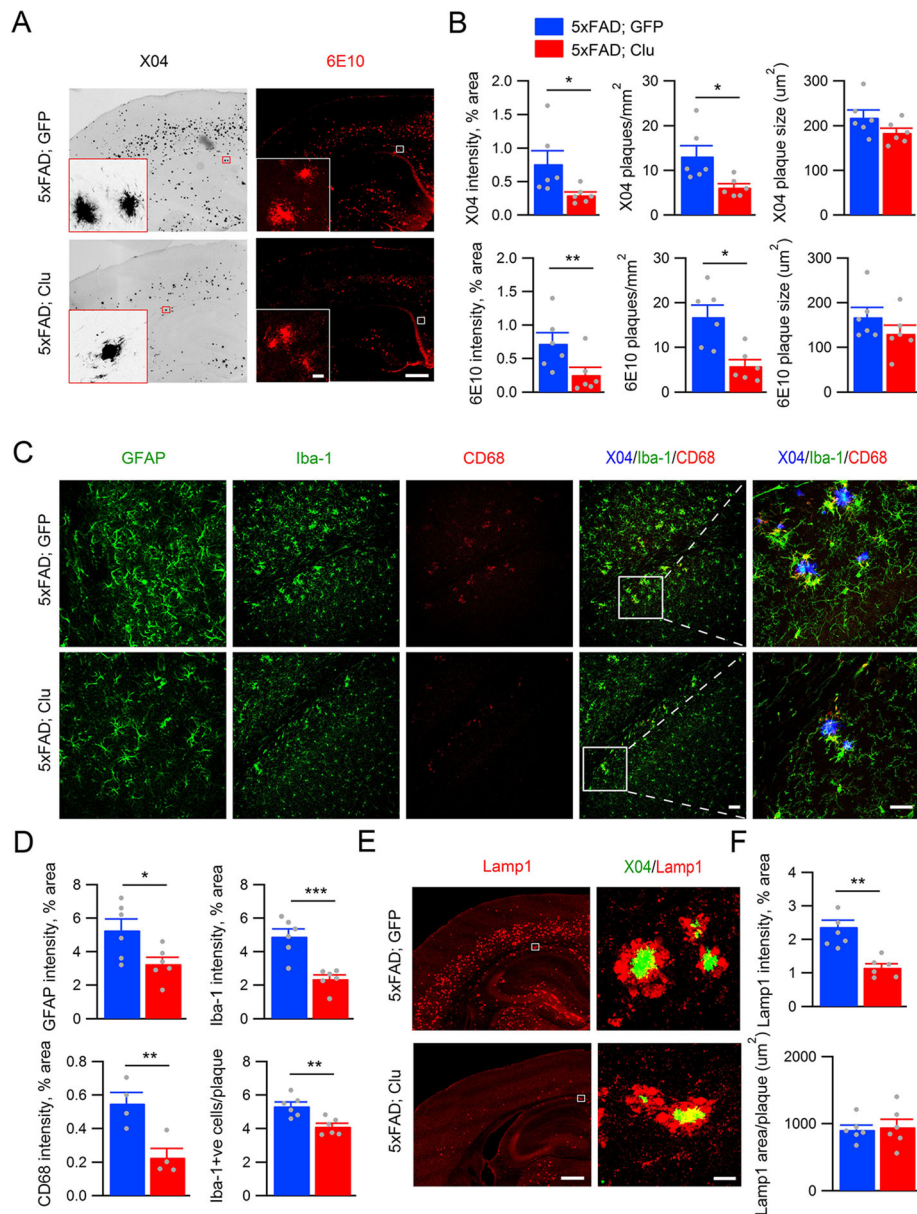 A
X04
6E10
5xFAD; GFP
5xFAD; Clu
B
5xFAD; GFP
5xFAD; Clu
X04 intensity, % area
2.0
1.5
1.0
0.5
0.0
*
X04 plaques/mm²
30
20
10
0
*
X04 plaque size (um²)
300
200
100
0
6E10 intensity, % area
2.0
1.5
1.0
0.5
0.0
**
6E10 plaques/mm²
40
30
20
10
0
*
6E10 plaque size (um²)
300
200
100
0
C
GFAP
Iba-1
CD68
X04/Iba-1/CD68
X04/Iba-1/CD68
5xFAD; GFP
5xFAD; Clu
D
GFAP intensity, % area
8
6
4
2
0
*
Iba-1 intensity, % area
8
6
4
2
0
***
CD68 intensity, % area
0.8
0.6
0.4
0.2
0.0
**
Iba-1+ve cells/plaque
8
6
4
2
0
**
E
Lamp1
X04/Lamp1
5xFAD; GFP
5xFAD; Clu
F
Lamp1 intensity, % area
4
3
2
1
0
**
Lamp1 area/plaque (um²)
2000
1000
0